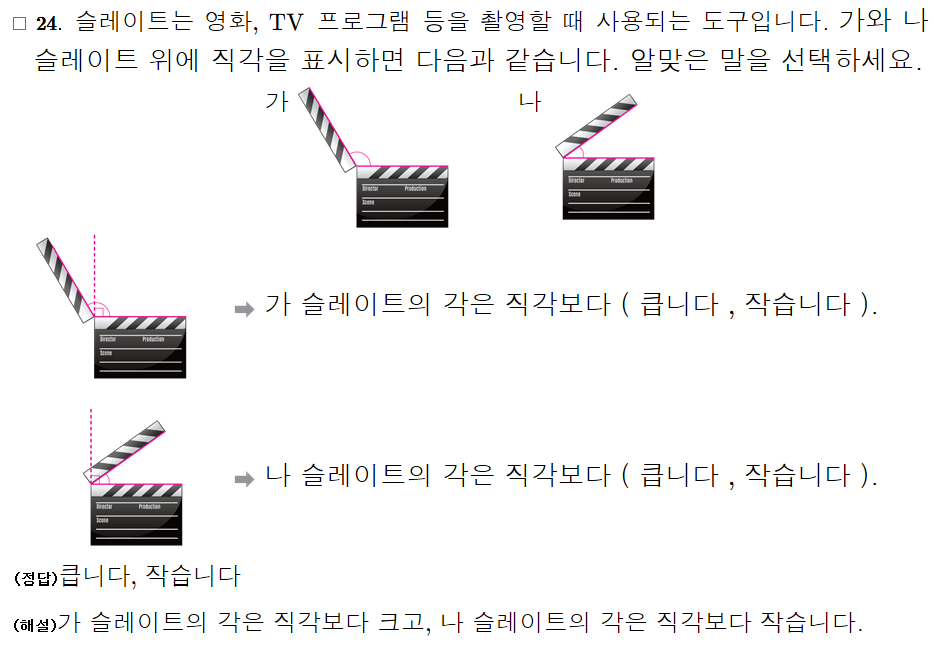 □ 24. 슬레이트는 영화, TV 프로그램 등을 촬영할 때 사용되는 도구입니다. 가와 나
슬레이트 위에 직각을 표시하면 다음과 같습니다. 알맞은 말을 선택하세요.
가 나
Director Production
Scene
Director Production
Scene
➡ 가 슬레이트의 각은 직각보다 ( 큽니다 , 작습니다 ).
Director Production
Scene
➡ 나 슬레이트의 각은 직각보다 ( 큽니다 , 작습니다 ).
Director Production
Scene
(정답)큽니다, 작습니다
(해설)가 슬레이트의 각은 직각보다 크고, 나 슬레이트의 각은 직각보다 작습니다.